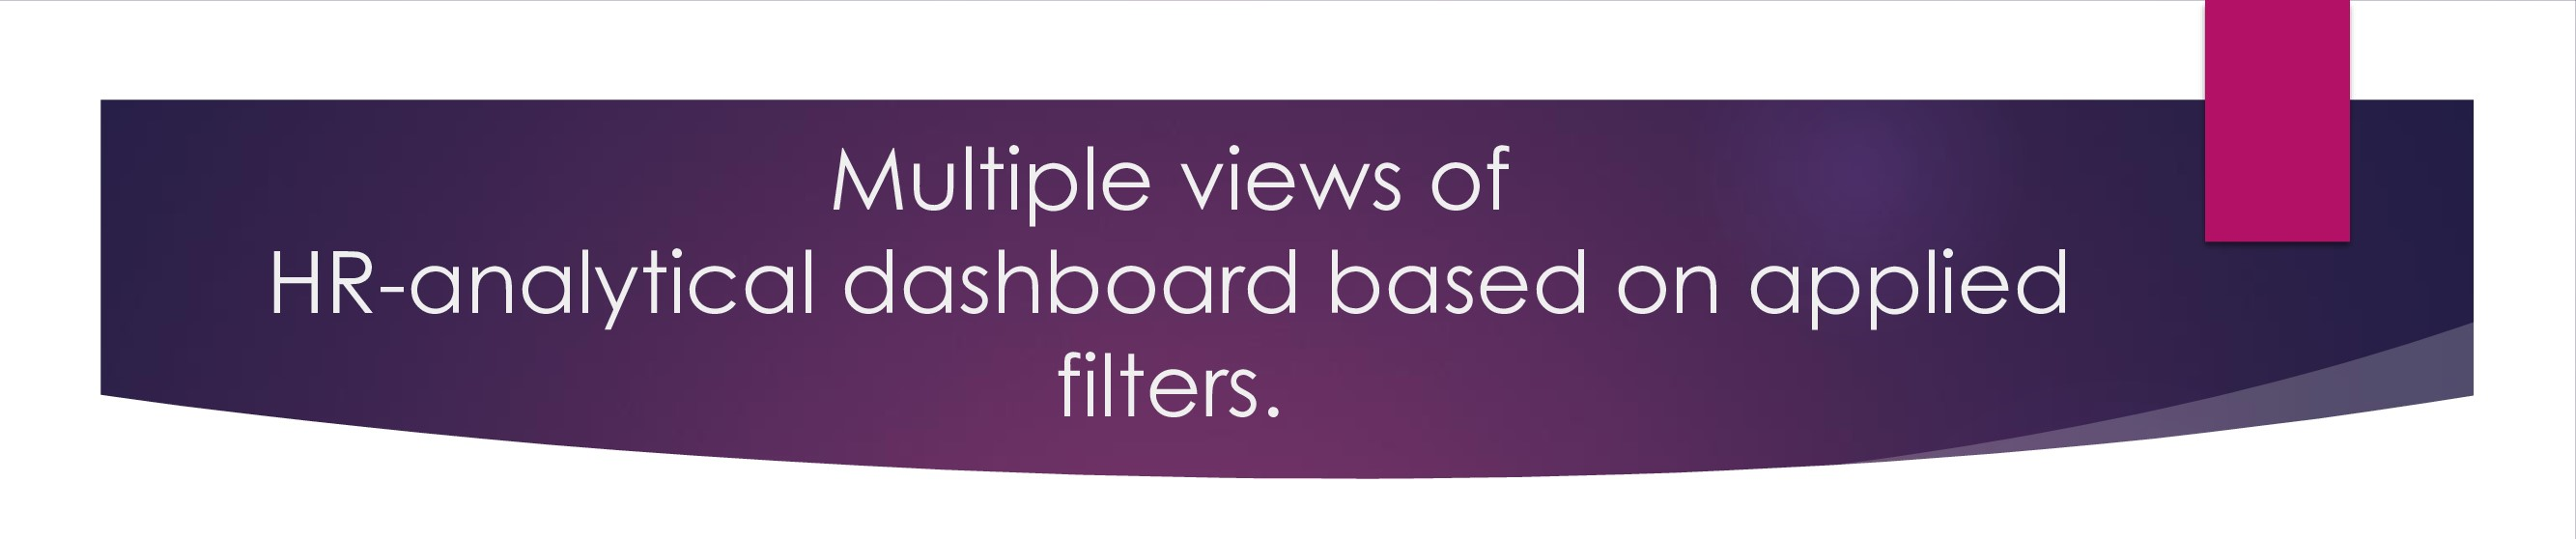 Multiple views of
HR-analytical dashboard based on applied
filters.